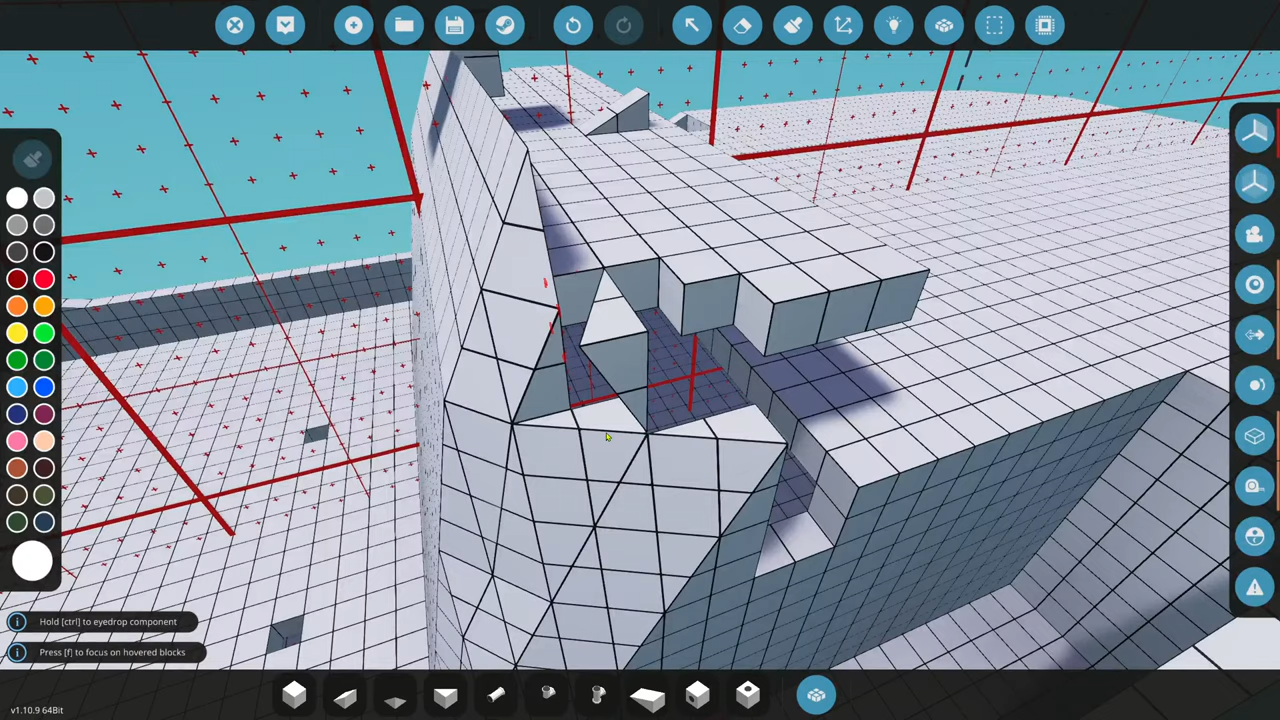 Hold [ctrl] to eyedrop component
Press [f] to focus on hovered blocks
v1.10.9 64Bit